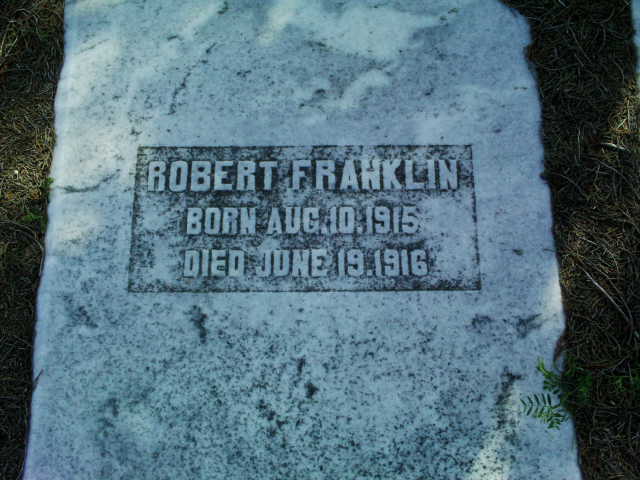 ROBERT FRANKLIN
BORN AUG.10.1915
DIED JUNE 19.1916